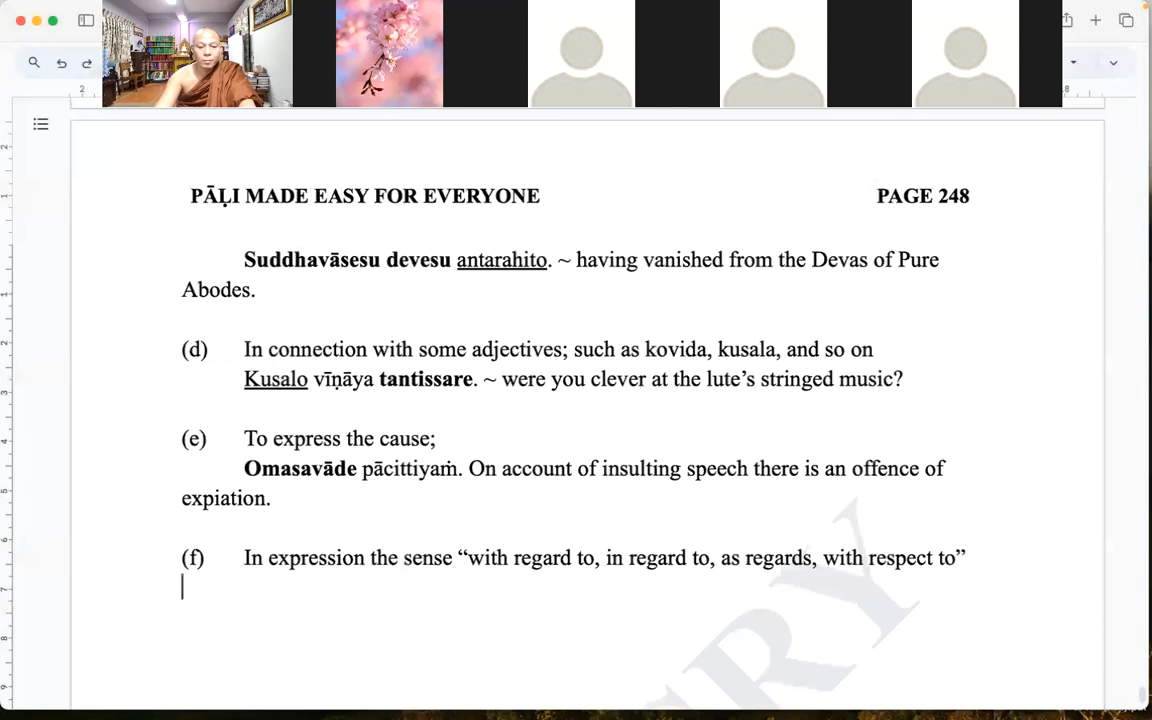 2
8
PĀḶI MADE EASY FOR EVERYONE PAGE 248
Suddhavāsesu devesu antarahito. ~ having vanished from the Devas of Pure
Abodes.
(d) In connection with some adjectives; such as kovida, kusala, and so on
Kusalo vīṇāya tantissare. ~ were you clever at the lute’s stringed music?
(e) To express the cause;
Omasavāde pācittiyaṁ. On account of insulting speech there is an offence of
expiation.
(f) In expression the sense “with regard to, in regard to, as regards, with respect to”
RY